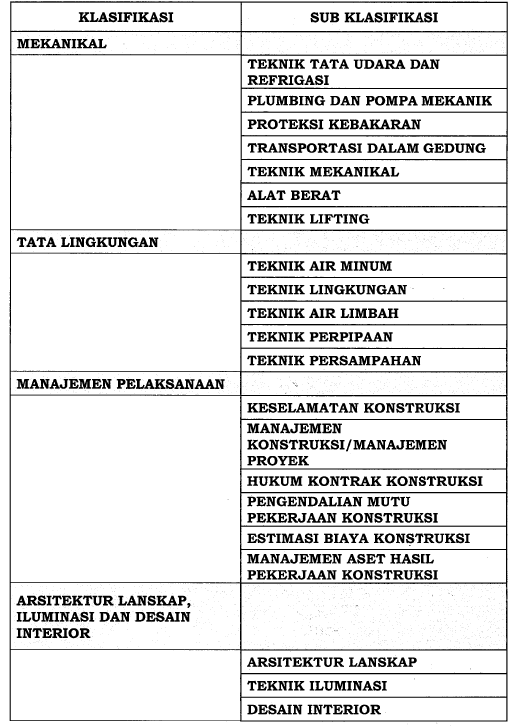 KLASIFIKASI
SUB KLASIFIKASI
MEKANIKAL
TEKNIK TATA UDARA DAN
REFRIGASI
PLUMBING DAN POMPA MEKANIK
PROTEKSI KEBAKARAN
TRANSPORTASI DALAM GEDUNG
TEKNIK MEKANIKAL
ALAT BERAT
TEKNIK LIFTING
TATA LINGKUNGAN
TEKNIK AIR MINUM
TEKNIK LINGKUNGAN
TEKNIK AIR LIMBAH
TEKNIK PERPIPAAN
TEKNIK PERSAMPAHAN
MANAJEMEN PELAKSANAAN
KESELAMATAN KONSTRUKSI
MANAJEMEN
KONSTRUKSI/MANAJEMEN
PROYEK
HUKUM KONTRAK KONSTRUKSI
PENGENDALIAN MUTU
PEKERJAAN KONSTRUKSI
ESTIMASI BIAYA KONSTRUKSI
MANAJEMEN ASET HASIL
PEKERJAAN KONSTRUKSI
ARSITEKTUR LANSKAP,
ILUMINASI DAN DESAIN
INTERIOR
ARSITEKTUR LANSKAP
TEKNIK ILUMINASI
DESAIN INTERIOR